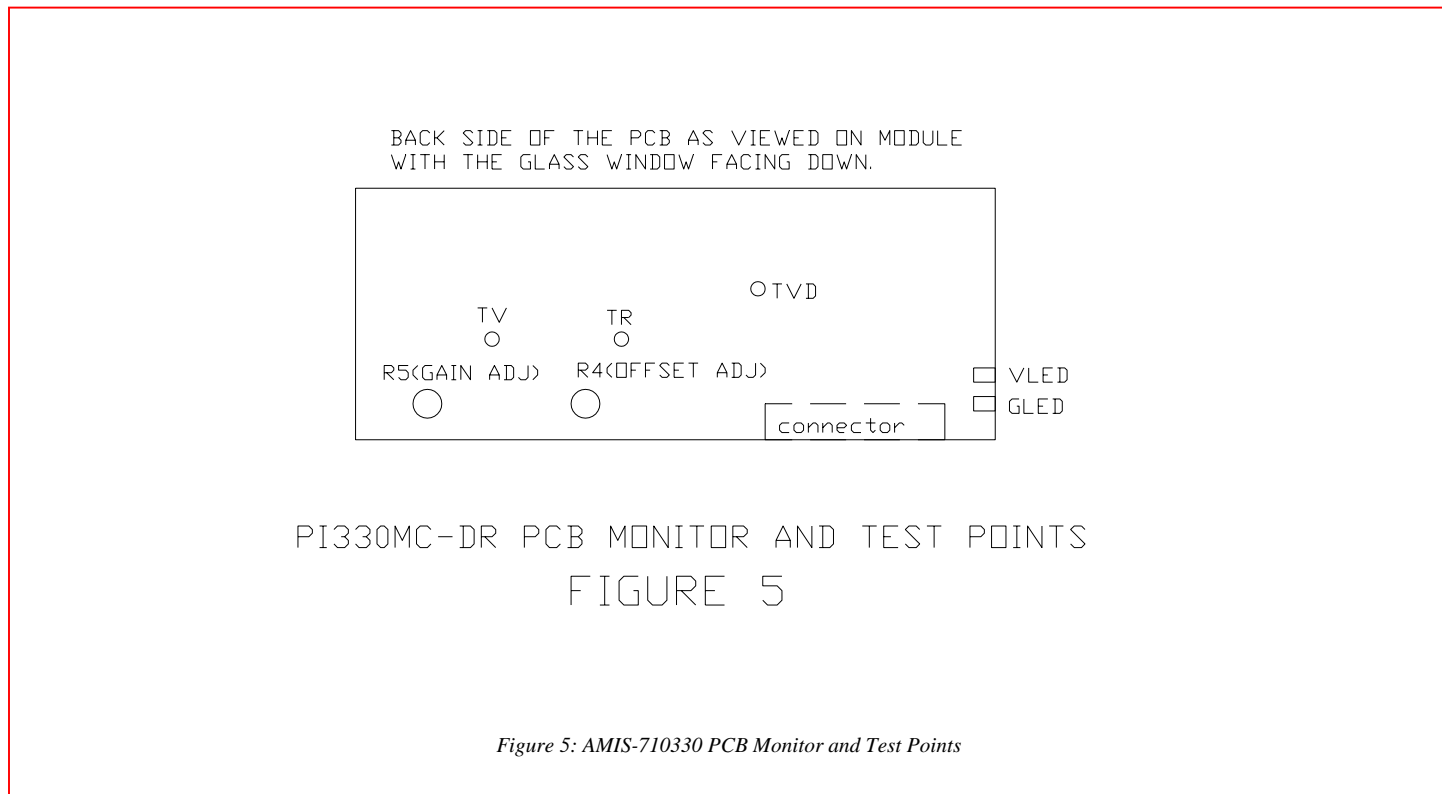 BACK SIDE OF THE PCB AS VIEWED ON MODULE
WITH THE GLASS WINDOW FACING DOWN.
TVD
TV
TR
R5(GAIN ADJ)
R4(OFFSET ADJ)
VLED
GLED
connector
PI330MC-DR PCB MONITOR AND TEST POINTS
FIGURE 5
Figure 5: AMIS-710330 PCB Monitor and Test Points